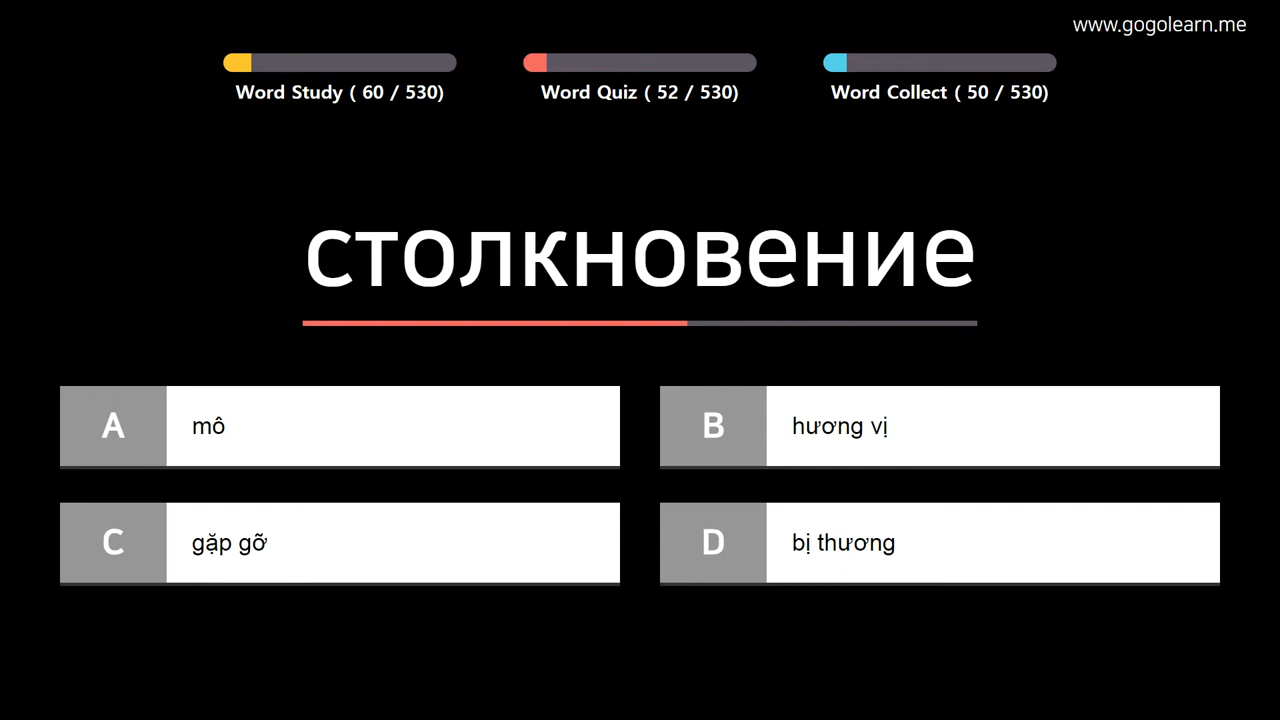 www.gogolearn.me
Word Study ( 60 / 530)
Word Quiz ( 52 / 530)
Word Collect ( 50 / 530)
столкновение
A mô
B hương vị
C gặp gỡ
D bị thương